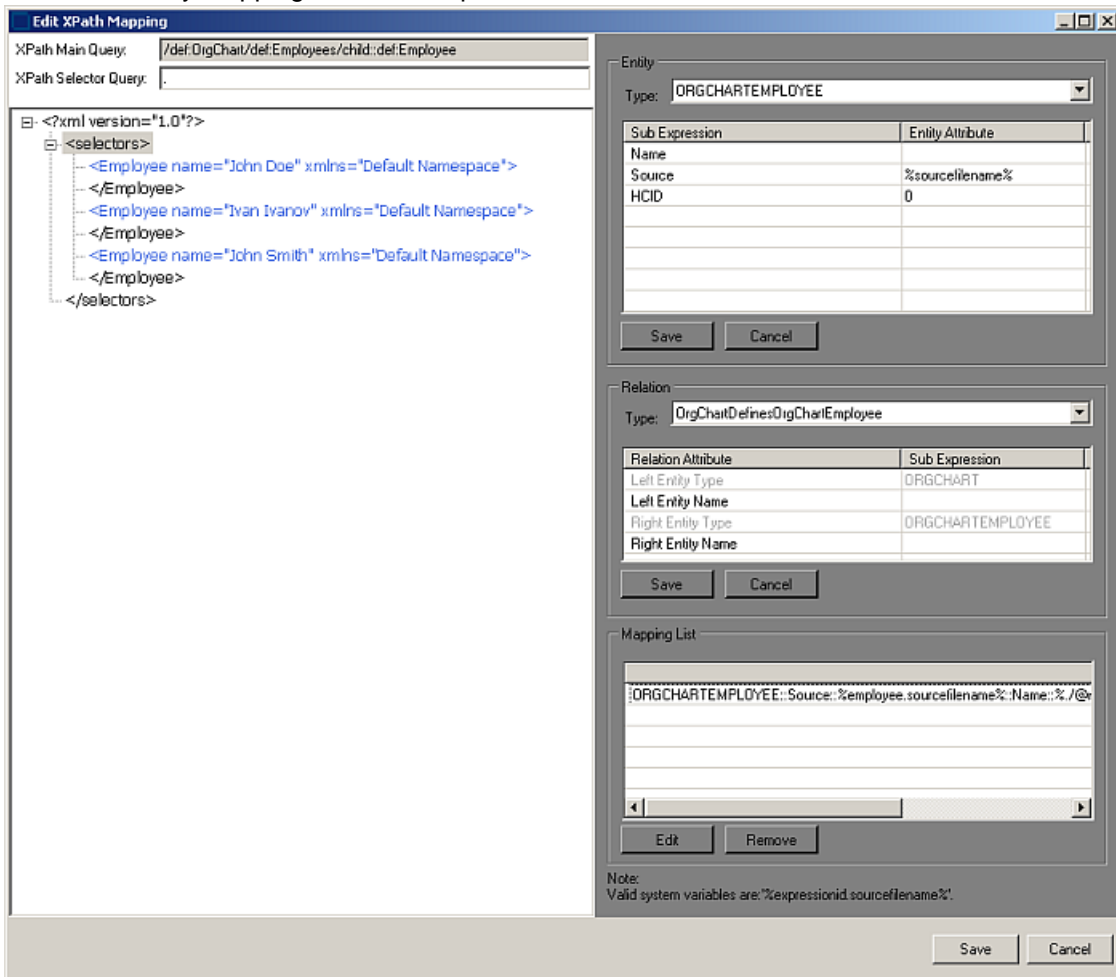 Edit XPath Mapping
XPath Main Query: /def:OrgChart/def:Employees/child::def:Employee
XPath Selector Query: .
<?xml version="1.0"?>
<selectors>
<Employee name="John Doe" xmlns="Default Namespace">
</Employee>
<Employee name="Ivan Ivanov" xmlns="Default Namespace">
</Employee>
<Employee name="John Smith" xmlns="Default Namespace">
</Employee>
</selectors>
Entity
Type: ORGCHARTEMPLOYEE
Sub Expression Entity Attribute
Name
Source %sourcefilename%
HCID 0
Save Cancel
Relation
Type: OrgChartDefinesOrgChartEmployee
Relation Attribute Sub Expression
Left Entity Type ORGCHART
Left Entity Name
Right Entity Type ORGCHARTEMPLOYEE
Right Entity Name
Save Cancel
Mapping List
ORGCHARTEMPLOYEE::Source::%employee.sourcefilename%::Name::%./@
Edit Remove
Note:
Valid system variables are:'%expressionid.sourcefilename%'.
Save Cancel